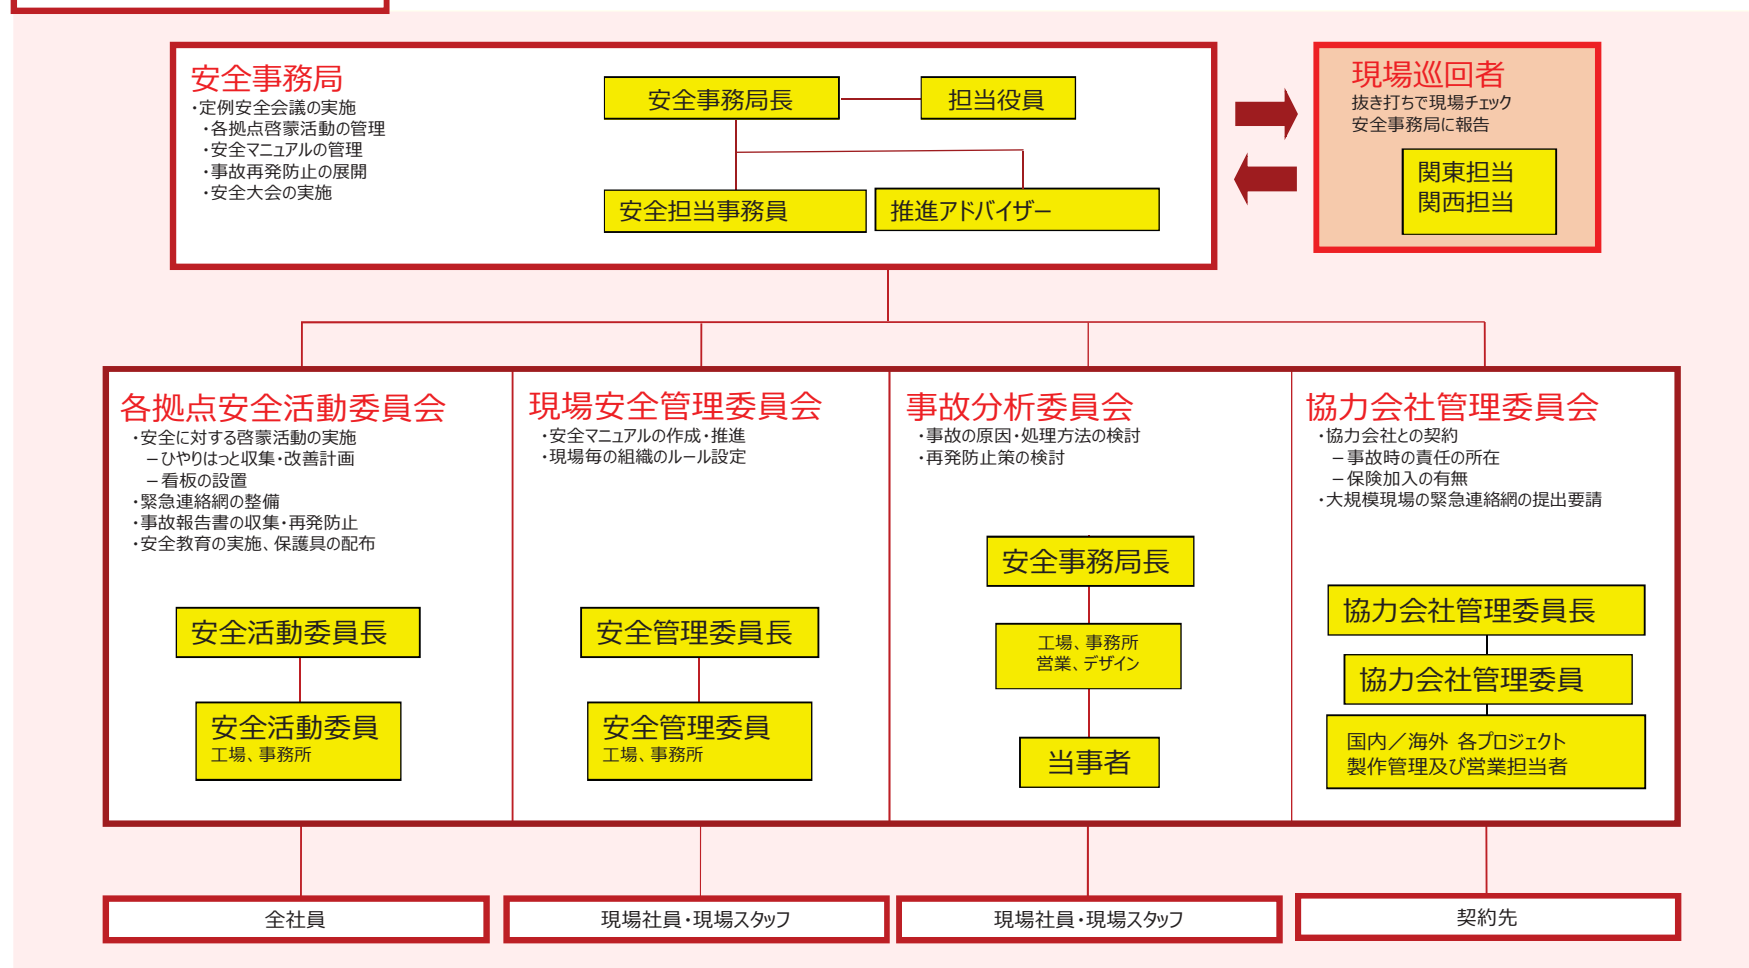 安全事務局
・定例安全会議の実施
・各拠点啓蒙活動の管理
・安全マニュアルの管理
・事故再発防止の展開
・安全大会の実施
安全事務局長
担当役員
安全担当事務員
推進アドバイザー
現場巡回者
抜き打ちで現場チェック
安全事務局に報告
関東担当
関西担当
各拠点安全活動委員会
・安全に対する啓蒙活動の実施
－ひやりはっと収集・改善計画
－看板の設置
・緊急連絡網の整備
・事故報告書の収集・再発防止
・安全教育の実施、保護具の配布
安全活動委員長
安全活動委員
工場、事務所
現場安全管理委員会
・安全マニュアルの作成・推進
・現場毎の組織のルール設定
安全管理委員長
安全管理委員
工場、事務所
事故分析委員会
・事故の原因・処理方法の検討
・再発防止策の検討
安全事務局長
工場、事務所
営業、デザイン
当事者
協力会社管理委員会
・協力会社との契約
－事故時の責任の所在
－保険加入の有無
・大規模現場の緊急連絡網の提出要請
協力会社管理委員長
協力会社管理委員
国内／海外 各プロジェクト
製作管理及び営業担当者
全社員
現場社員・現場スタッフ
現場社員・現場スタッフ
契約先